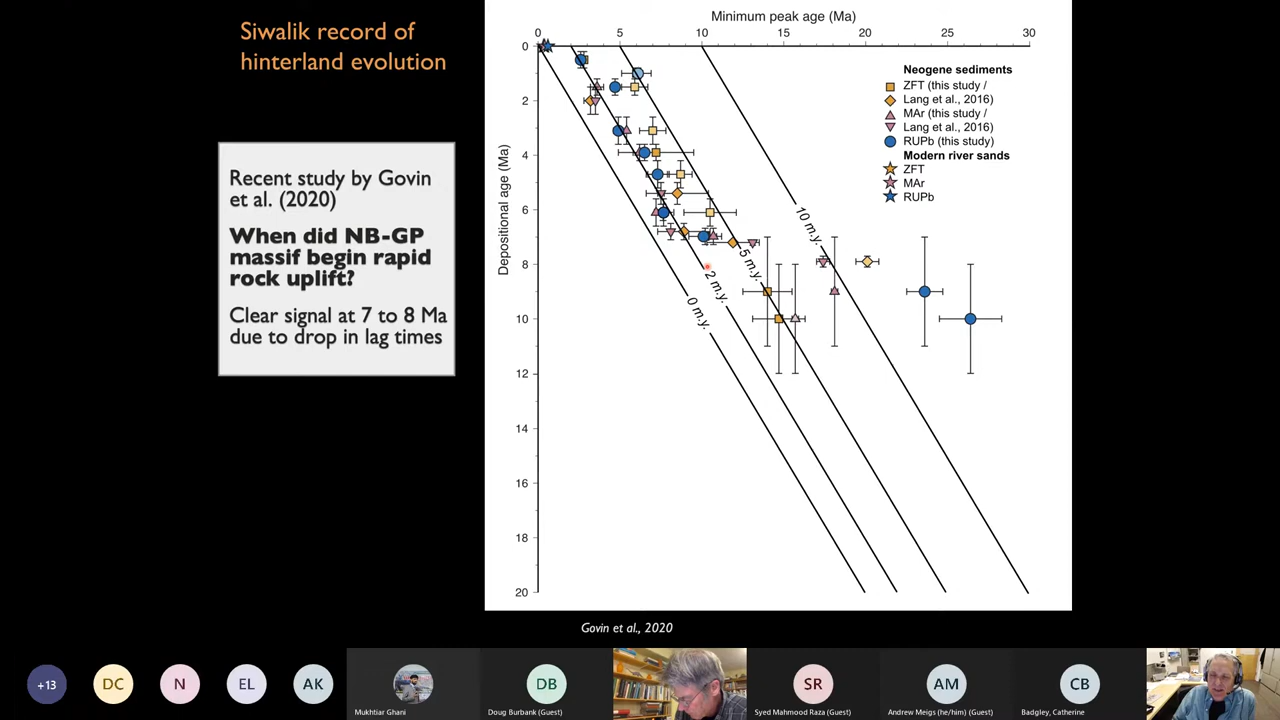 Siwalik record of
hinterland evolution
Recent study by Govin
et al. (2020)
When did NB-GP
massif begin rapid
rock uplift?
Clear signal at 7 to 8 Ma
due to drop in lag times
Minimum peak age (Ma)
0 5 10 15 20 25 30
Depositional age (Ma)
0
2
4
6
8
10
12
14
16
18
20
Neogene sediments
ZFT (this study /
Lang et al., 2016)
MAr (this study /
Lang et al., 2016)
RUPb (this study)
Modern river sands
ZFT
MAr
RUPb
10 m.y.
5 m.y.
2 m.y.
0 m.y.
Govin et al., 2020
+13
DC
N
EL
AK
Mukhtiar Ghani
DB
Doug Burbank (Guest)
SR
Syed Mahmood Raza (Guest)
AM
Andrew Meigs (he/him) (Guest)
CB
Badgley, Catherine